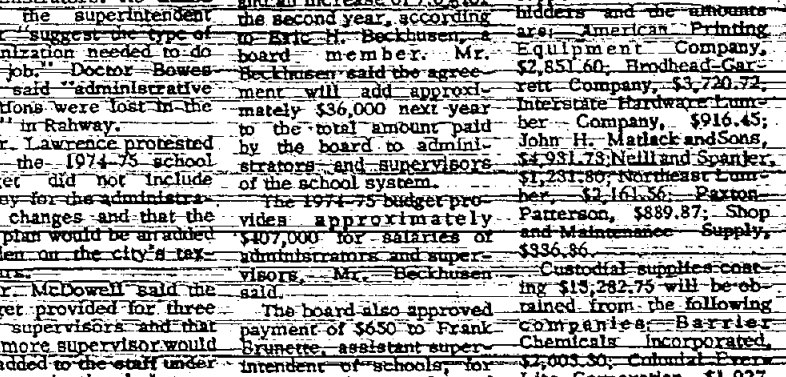 the superintendent
"suggest the type of
needed to do
job." Doctor Bowes
said "administrative
were lost in the
in Rahway.
Lawrence protested
the 1974-75 school
did not include
for the administra-
changes and that the
plan would be an added
on the city's tax-
McDowell said the
provided for three
supervisors and that
more supervisor would
added to the staff under
the second year, according
to Eric H. Beckhusen, a
board member. Mr.
Beckhusen said the agree-
ment will add approxi-
mately $36,000 next year
to the total amount paid
by the board to admini-
strators and supervisors
of the school system.
The 1974-75 budget pro-
vides approximately
$407,000 for salaries of
administrators and super-
visors, Mr. Beckhusen
said.
The board also approved
payment of $650 to Frank
Brunette, assistant super-
intendent of schools, for
bidders and the amounts
are: American Printing
Equipment Company,
$2,851.60; Brodhead-Gar-
rett Company, $3,720.72;
Interstate Hardware Lum-
ber Company, $916.45;
John H. Matlack and Sons,
$4,931.73; Neill and Spanjer,
$1,231.80; Northeast Lum-
ber, $2,161.56; Paxton-
Patterson, $889.87; Shop
and Maintenance Supply,
$336.86.
Custodial supplies cost-
ing $15,282.75 will be ob-
tained from the following
companies: Barrier
Chemicals Incorporated,
Colonial